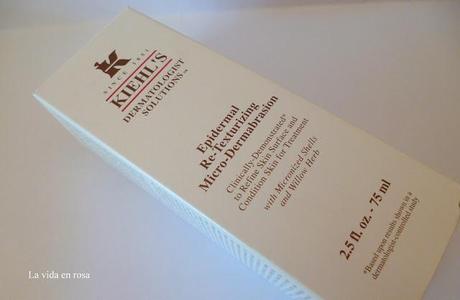 SINCE 1851
KIEHL'S
DERMATOLOGIST
SOLUTIONS™
Epidermal
Re-Texturizing
Micro-Dermabrasion
Clinically-Demonstrated*
to Refine Skin Surface and
Condition Skin for Treatment
with Micronized Shells
and Willow Herb
2.5 fl. oz. - 75 ml
*Based upon results shown in a
dermatologist-controlled study
La vida en rosa